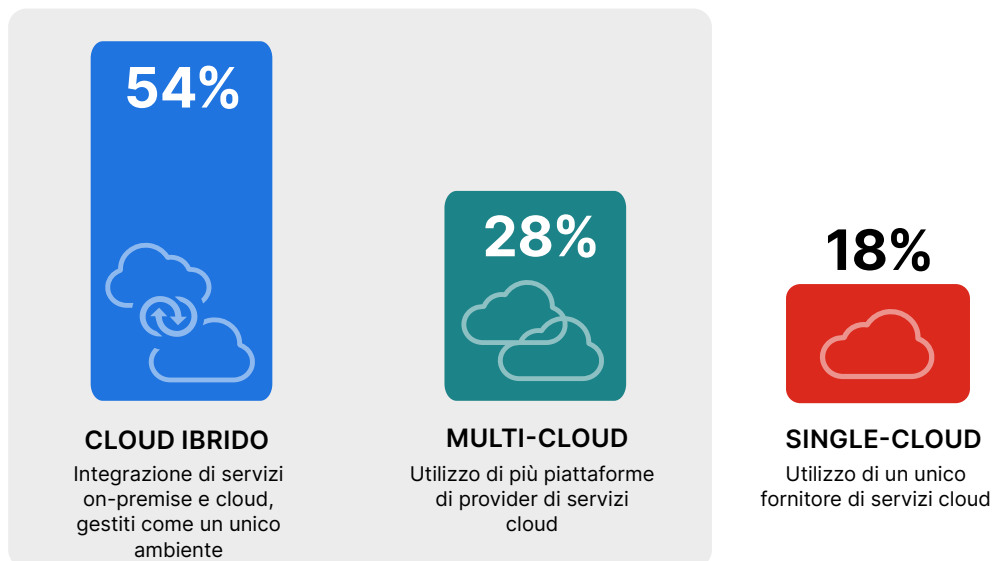 54%
CLOUD IBRIDO
Integrazione di servizi
on-premise e cloud,
gestiti come un unico
ambiente
28%
MULTI-CLOUD
Utilizzo di più piattaforme
di provider di servizi
cloud
18%
SINGLE-CLOUD
Utilizzo di un unico
fornitore di servizi cloud